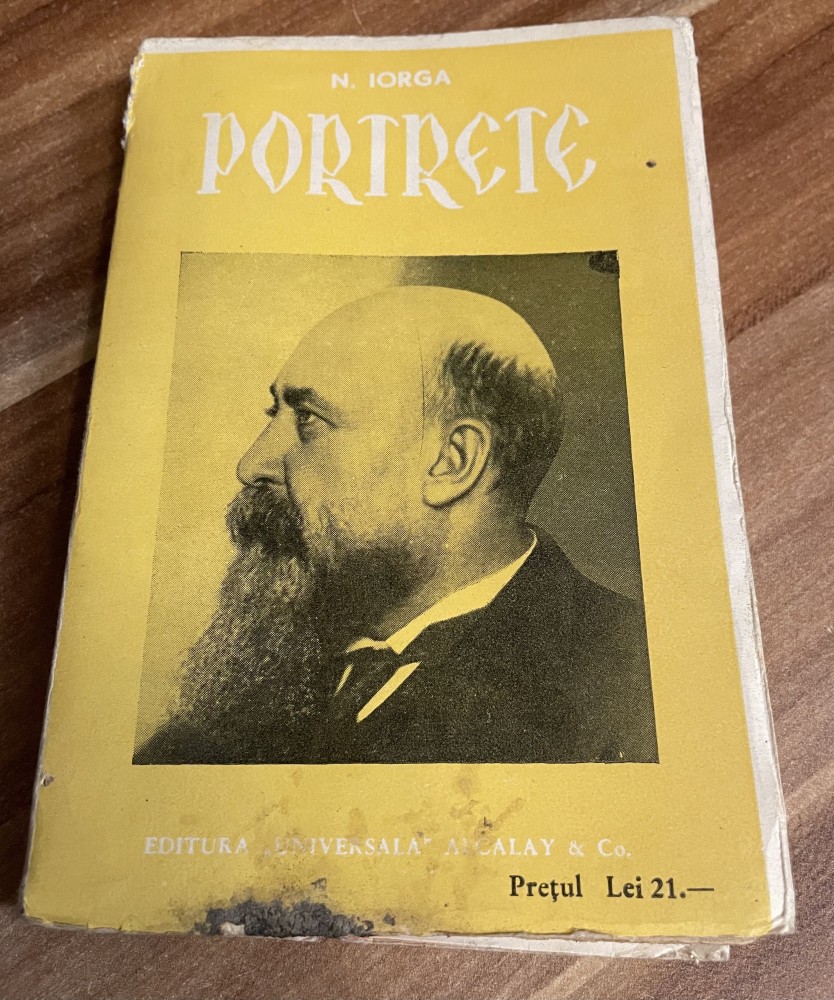 N. IORGA
PORTRETE
EDITURA „UNIVERSALA” ALCALAY & Co.
Prețul Lei 21.—